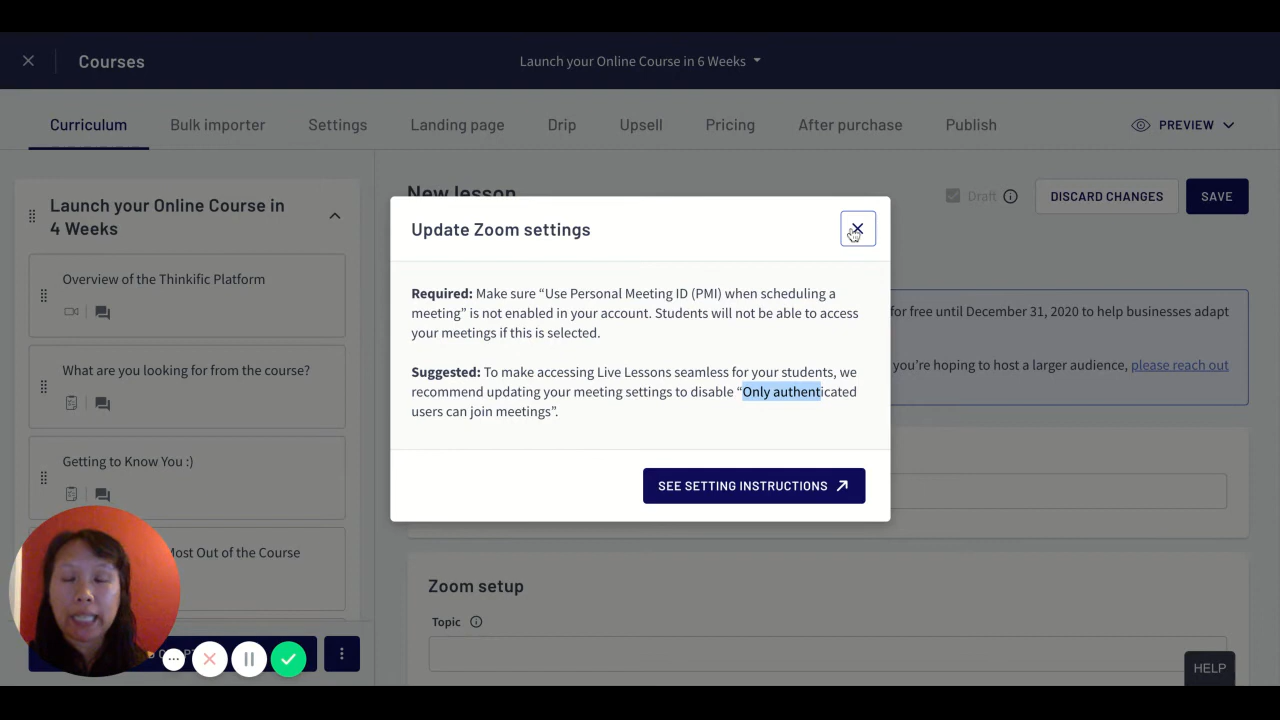 Courses
Launch your Online Course in 6 Weeks
Curriculum
Bulk importer
Settings
Landing page
Drip
Upsell
Pricing
After purchase
Publish
PREVIEW
Launch your Online Course in
4 Weeks
Overview of the Thinkific Platform
What are you looking for from the course?
Getting to Know You :)
Most Out of the Course
New lesson
Draft
DISCARD CHANGES
SAVE
for free until December 31, 2020 to help businesses adapt
you're hoping to host a larger audience, please reach out
Update Zoom settings
Required: Make sure “Use Personal Meeting ID (PMI) when scheduling a
meeting” is not enabled in your account. Students will not be able to access
your meetings if this is selected.
Suggested: To make accessing Live Lessons seamless for your students, we
recommend updating your meeting settings to disable “Only authenticated
users can join meetings”.
SEE SETTING INSTRUCTIONS
Zoom setup
Topic
HELP